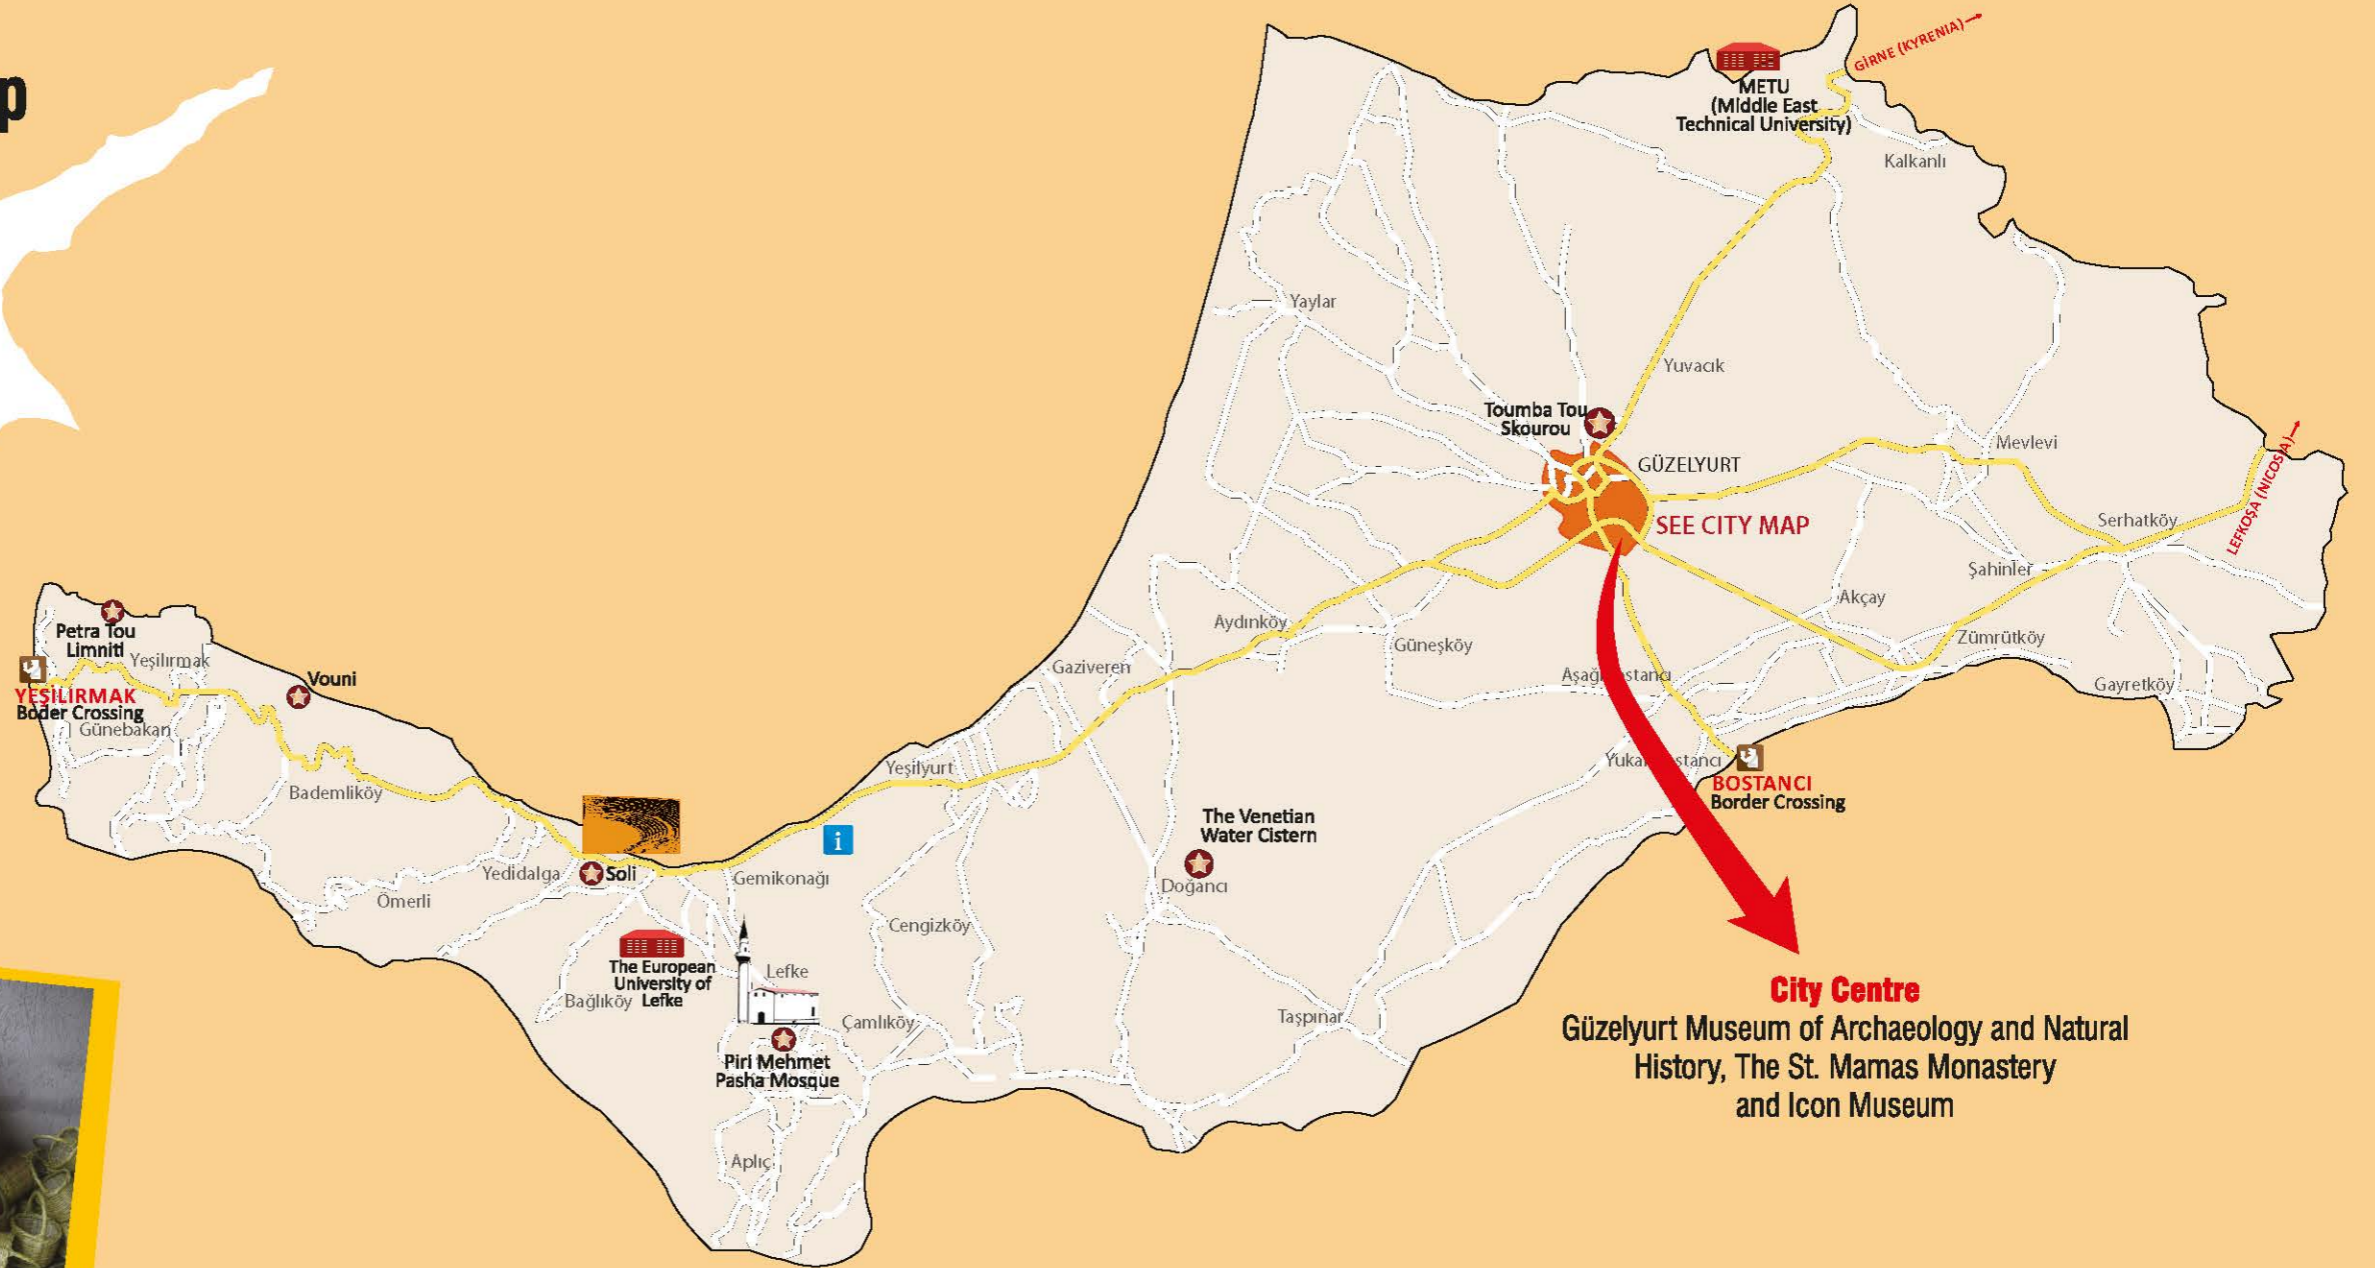 p
GİRNE (KYRENIA)
METU
(Middle East
Technical University)
Kalkanlı
Yaylar
Yuvacık
Toumba Tou
Skourou
GÜZELYURT
Mevlevi
SEE CITY MAP
LEFKOŞA (NICOSIA)
Serhatköy
Şahinler
Akçay
Zümrütköy
Gayretköy
Petra Tou
Limniti
Yeşilırmak
YEŞİLIRMAK
Böder Crossing
Günebakan
Vouni
Bademliköy
Aydınköy
Güneşköy
Gaziveren
Yeşilyurt
BOSTANCI
Border Crossing
i
The Venetian
Water Cistern
Doğancı
Yedidalga
Soli
Gemikonağı
Ömerli
Cengizköy
The European
University of
Lefke
Bağlıköy
Lefke
Çamlıköy
Taşpınar
Piri Mehmet
Pasha Mosque
Aplıç
City Centre
Güzelyurt Museum of Archaeology and Natural
History, The St. Mamas Monastery
and Icon Museum